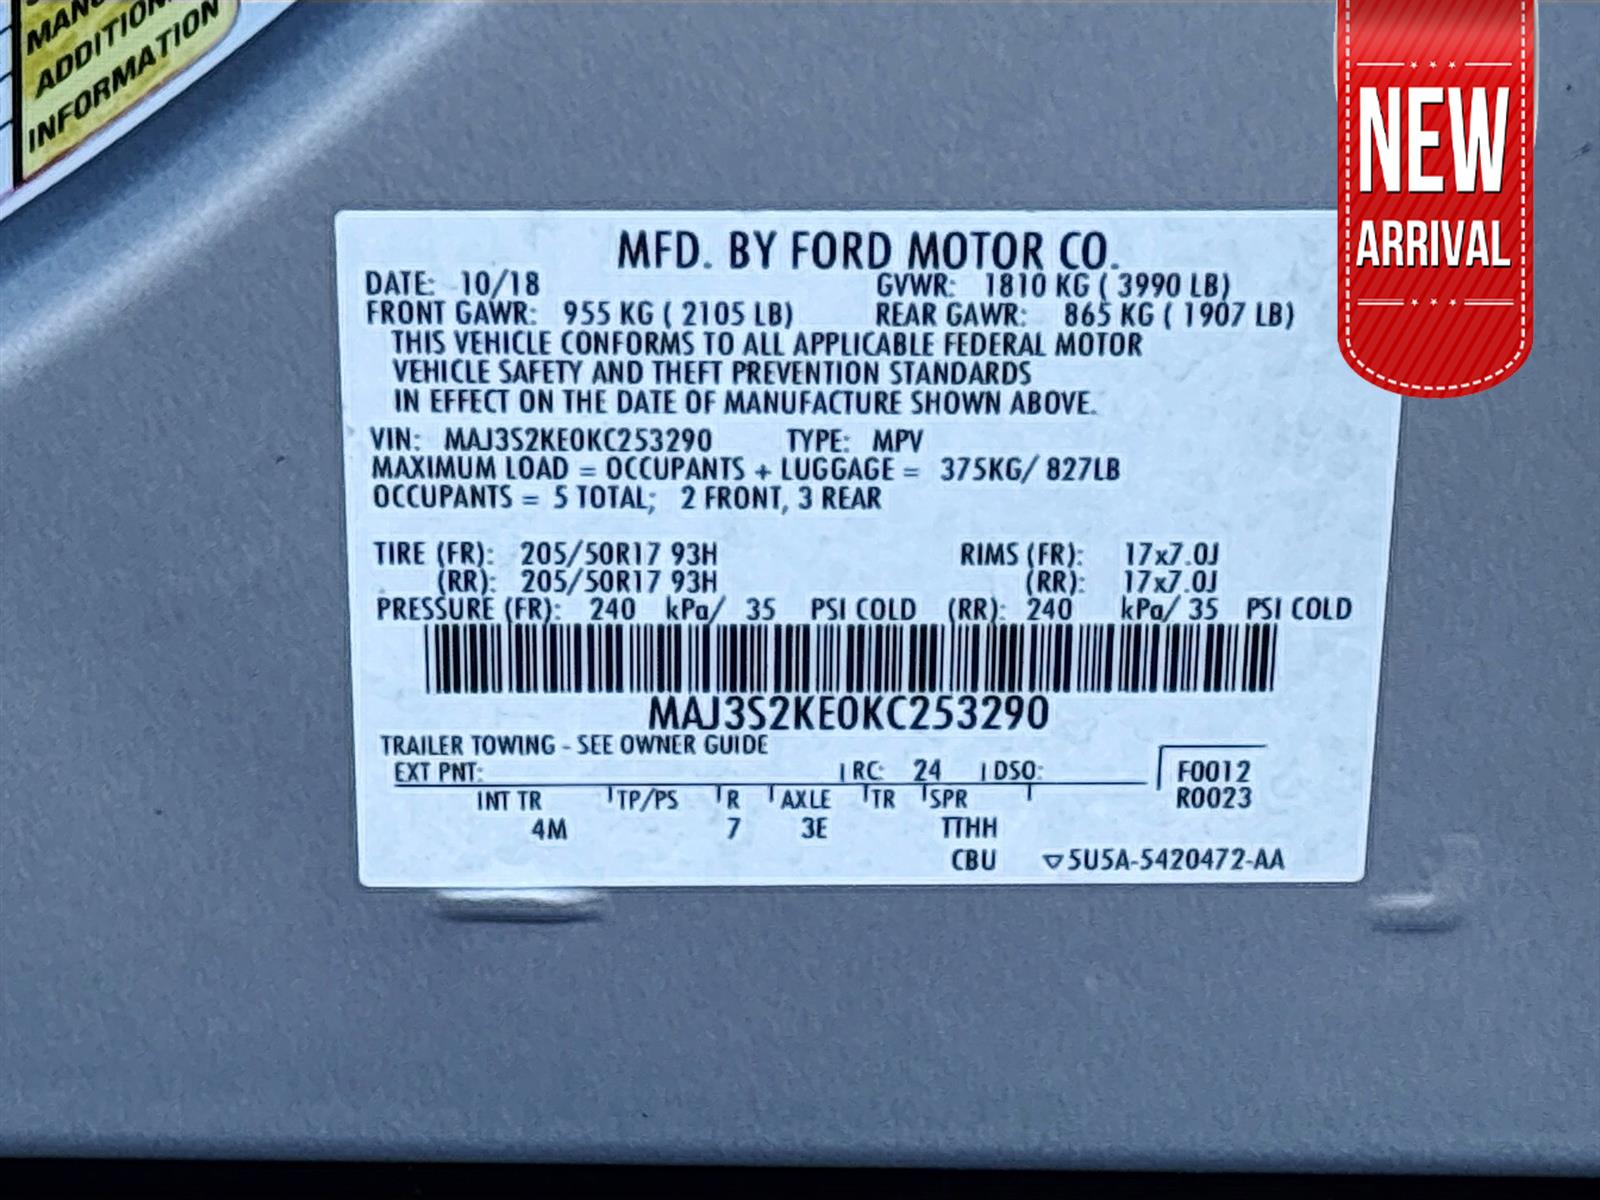 ADDITION
INFORMATION
NEW
ARRIVAL
MFD. BY FORD MOTOR CO.
DATE: 10/18 GVWR: 1810 KG ( 3990 LB)
FRONT GAWR: 955 KG ( 2105 LB) REAR GAWR: 865 KG ( 1907 LB)
THIS VEHICLE CONFORMS TO ALL APPLICABLE FEDERAL MOTOR
VEHICLE SAFETY AND THEFT PREVENTION STANDARDS
IN EFFECT ON THE DATE OF MANUFACTURE SHOWN ABOVE.
VIN: MAJ3S2KE0KC253290 TYPE: MPV
MAXIMUM LOAD = OCCUPANTS + LUGGAGE = 375KG/ 827LB
OCCUPANTS = 5 TOTAL; 2 FRONT, 3 REAR
TIRE (FR): 205/50R17 93H RIMS (FR): 17x7.0J
(RR): 205/50R17 93H (RR): 17x7.0J
PRESSURE (FR): 240 kPa/ 35 PSI COLD (RR): 240 kPa/ 35 PSI COLD
MAJ3S2KE0KC253290
TRAILER TOWING - SEE OWNER GUIDE
EXT PNT: RC: 24 DSO: F0012
INT TR TP/PS R AXLE TR SPR R0023
4M 7 3E TTHH
CBU ▽5U5A-5420472-AA